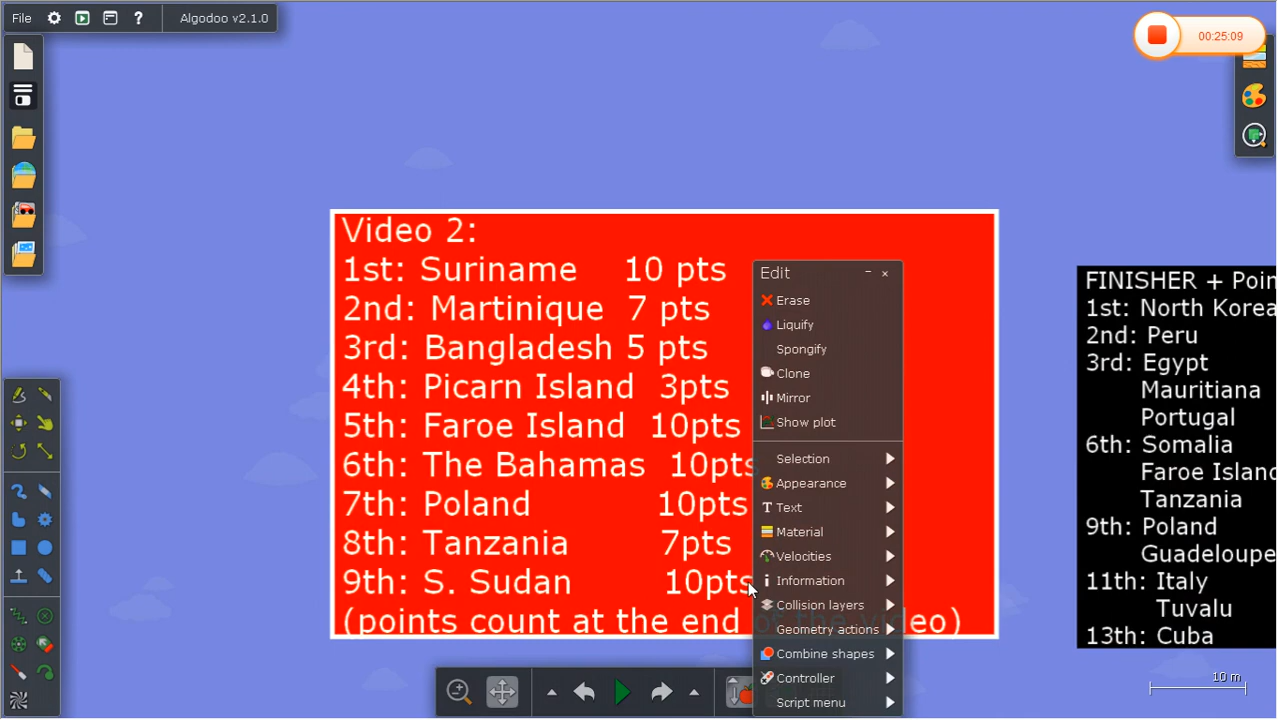 File
Algodoo v2.1.0
00:25:09
Video 2:
1st: Suriname 10 pts
2nd: Martinique 7 pts
3rd: Bangladesh 5 pts
4th: Picarn Island 3pts
5th: Faroe Island 10pts
6th: The Bahamas 10pts
7th: Poland 10pts
8th: Tanzania 7pts
9th: S. Sudan 10pts
(points count at the end of the video)
Edit
Erase
Liquify
Spongify
Clone
Mirror
Show plot
Selection
Appearance
Text
Material
Velocities
Information
Collision layers
Geometry actions
Combine shapes
Controller
Script menu
FINISHER + Poin
1st: North Korea
2nd: Peru
3rd: Egypt
Mauritiana
Portugal
6th: Somalia
Faroe Island
Tanzania
9th: Poland
Guadeloupe
11th: Italy
Tuvalu
13th: Cuba
10 m